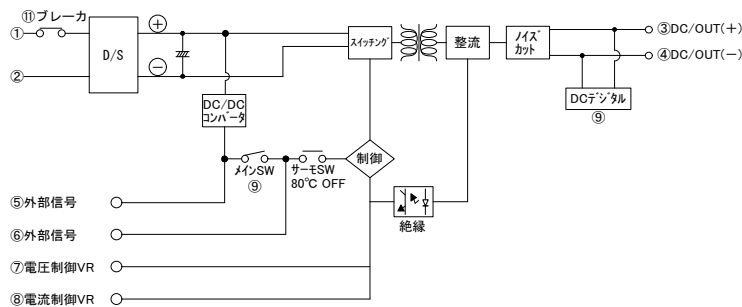 ⑪ブレーカ
①
②
D/S
+
−
DC/DC
コンバータ
スイッチング
整流
ノイズ
カット
③DC/OUT(+)
④DC/OUT(−)
DCデジタル
⑨
メインSW
⑨
サーモSW
80℃ OFF
制御
絶縁
⑤外部信号
⑥外部信号
⑦電圧制御VR
⑧電流制御VR